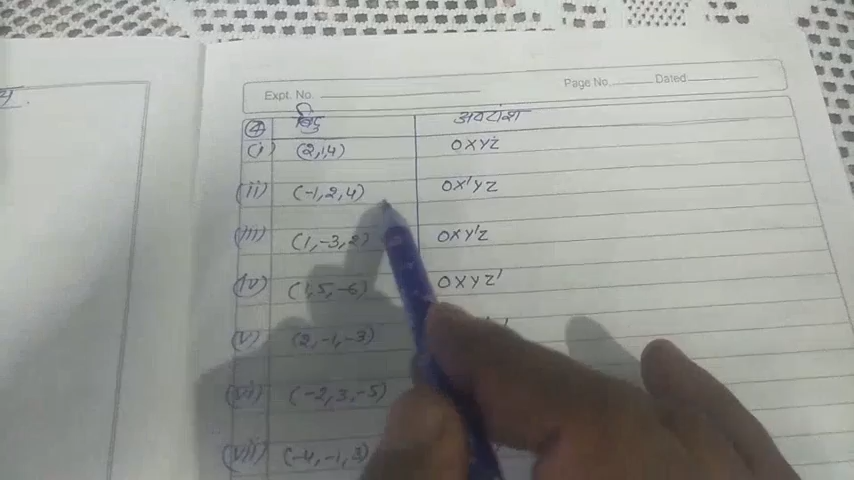 Expt. No.
Page No. Dated
(4) बिंदु अष्टांश
(i) (2,1,4) OXYZ
(ii) (-1,2,4) OX'YZ
(iii) (1,-3,2) OXY'Z
(iv) (1,5,-6) OXYZ'
(v) (2,-1,-3)
(vi) (-2,3,-5)
(vii) (-4,-1,3)